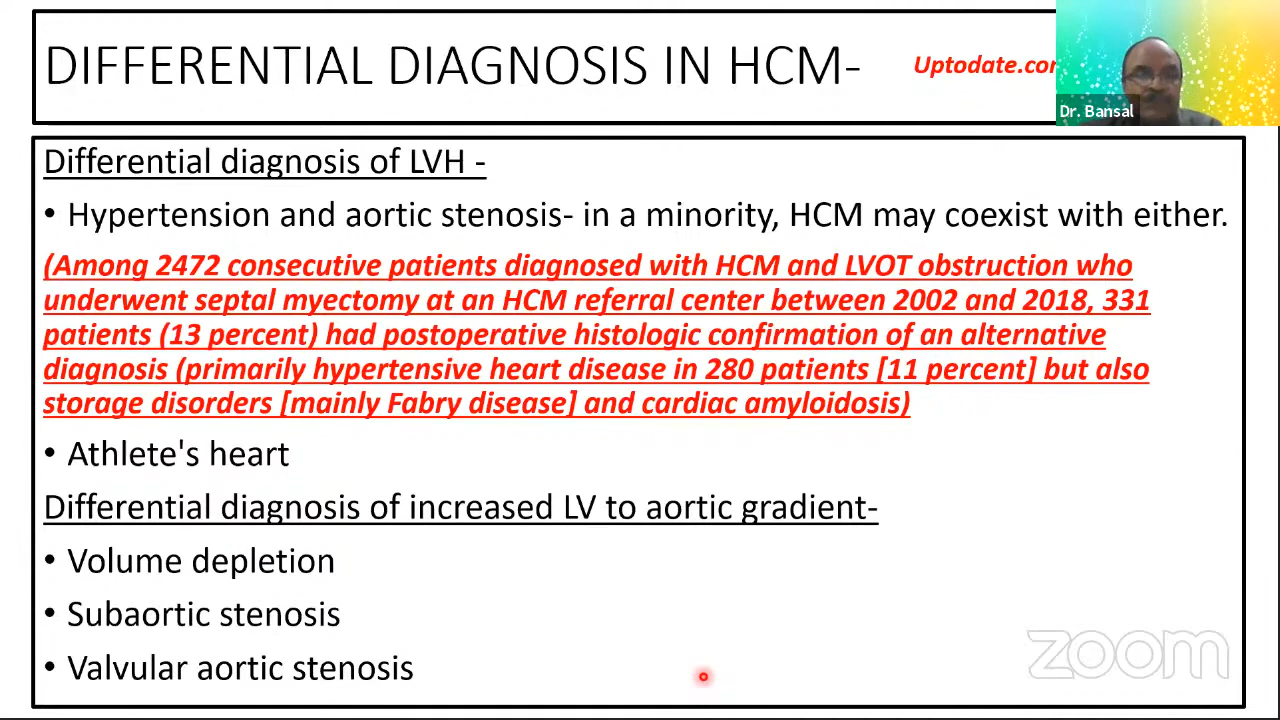 DIFFERENTIAL DIAGNOSIS IN HCM-
Uptodate.com
Dr. Bansal
Differential diagnosis of LVH -
• Hypertension and aortic stenosis- in a minority, HCM may coexist with either.
(Among 2472 consecutive patients diagnosed with HCM and LVOT obstruction who
underwent septal myectomy at an HCM referral center between 2002 and 2018, 331
patients (13 percent) had postoperative histologic confirmation of an alternative
diagnosis (primarily hypertensive heart disease in 280 patients [11 percent] but also
storage disorders [mainly Fabry disease] and cardiac amyloidosis)
• Athlete's heart
Differential diagnosis of increased LV to aortic gradient-
• Volume depletion
• Subaortic stenosis
• Valvular aortic stenosis
zoom